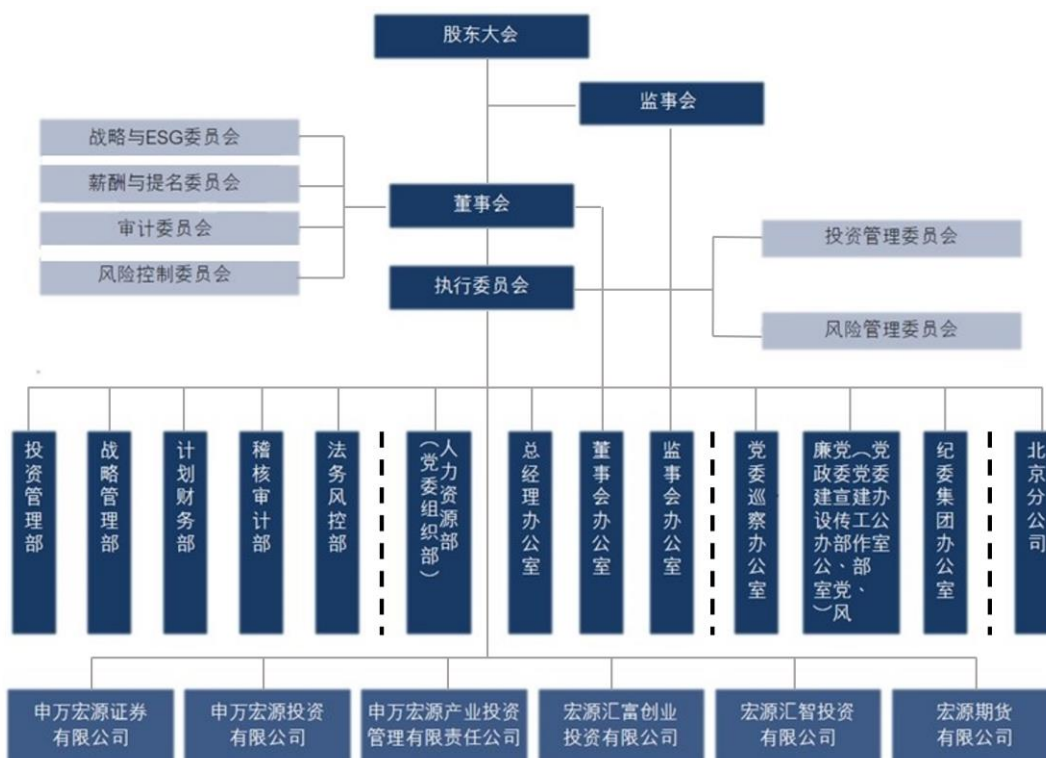 股东大会
监事会
战略与ESG委员会
薪酬与提名委员会
审计委员会
风险控制委员会
董事会
执行委员会
投资管理委员会
风险管理委员会
投资管理部
战略管理部
计划财务部
稽核审计部
法务风控部
人力资源部
（党委组织部）
总经理办公室
董事会办公室
监事会办公室
党委巡察办公室
党委办公室
（党建工作部、
党委宣传部、党风
廉政建设办公室）
纪委集团办公室
北京分公司
申万宏源证券
有限公司
申万宏源投资
有限公司
申万宏源产业投资
管理有限责任公司
宏源汇富创业
投资有限公司
宏源汇智投资
有限公司
宏源期货
有限公司